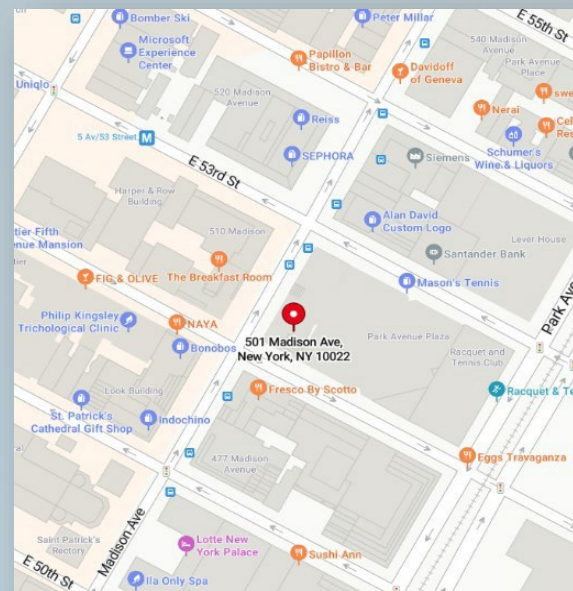 Bomber Ski
Peter Millar
E 55th St
Microsoft
Experience
Center
Papillon
Bistro & Bar
Davidoff
of Geneva
540 Madison
Avenue
Park Avenue
Place
Uniqlo
520 Madison
Avenue
Nerai
swe
Cel
Res
Reiss
5 Av/53 Street
M
SEPHORA
Siemens
Schumer's
Wine & Liquors
E 53rd St
Harper & Row
Building
Alan David
Custom Logo
Lever House
tier Fifth
enue Mansion
510 Madison
Santander Bank
FIG & OLIVE
The Breakfast Room
Mason's Tennis
Park Ave
Philip Kingsley
Trichological Clinic
NAYA
501 Madison Ave,
New York, NY 10022
Park Avenue Plaza
Bonobos
Racquet and
Tennis Club
Look Building
Fresco By Scotto
Racquet & Te
St. Patrick's
Cathedral Gift Shop
Indochino
477 Madison
Avenue
Eggs Travaganza
Saint Patrick's
Rectory
Madison Ave
Lotte New
York Palace
Sushi Ann
E 50th St
Ila Only Spa